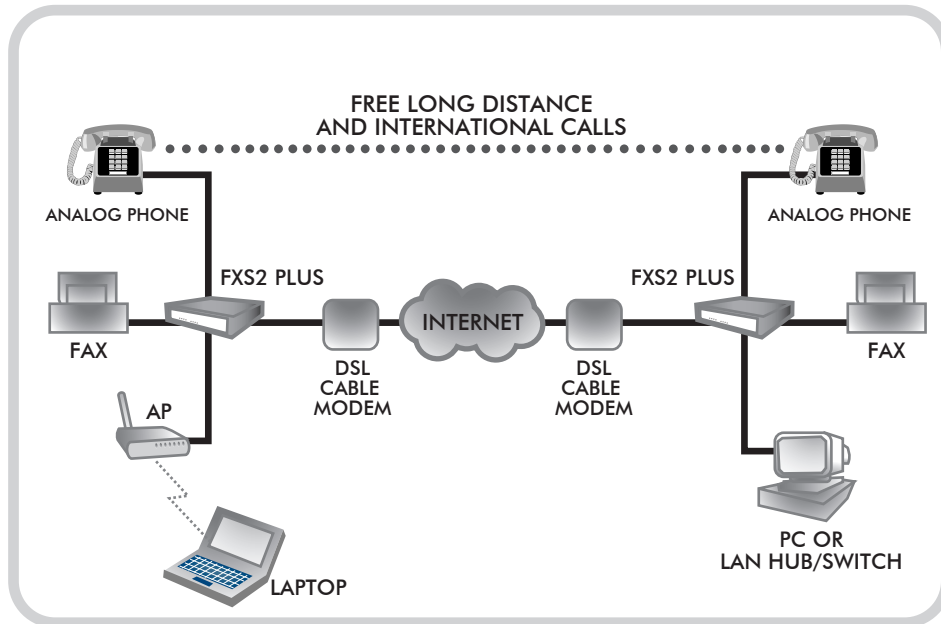 FREE LONG DISTANCE
AND INTERNATIONAL CALLS
ANALOG PHONE
ANALOG PHONE
FXS2 PLUS
FXS2 PLUS
INTERNET
FAX
FAX
DSL
CABLE
MODEM
DSL
CABLE
MODEM
AP
PC OR
LAN HUB/SWITCH
LAPTOP